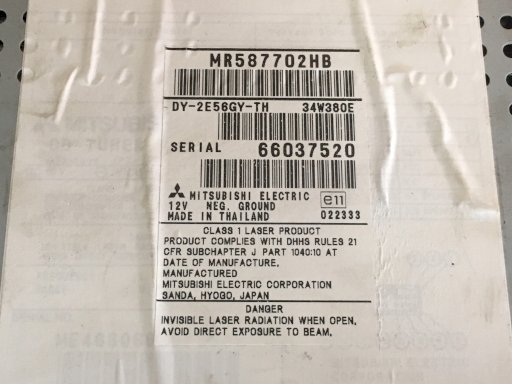 MR587702HB
DY-2E56GY-TH 34W380E
SERIAL 66037520
MITSUBISHI ELECTRIC e11
12V NEG. GROUND
MADE IN THAILAND 022333
CLASS 1 LASER PRODUCT
PRODUCT COMPLIES WITH DHHS RULES 21
CFR SUBCHAPTER J PART 1040:10 AT
DATE OF MANUFACTURE.
MANUFACTURED
MITSUBISHI ELECTRIC CORPORATION
SANDA, HYOGO, JAPAN
DANGER
INVISIBLE LASER RADIATION WHEN OPEN.
AVOID DIRECT EXPOSURE TO BEAM.